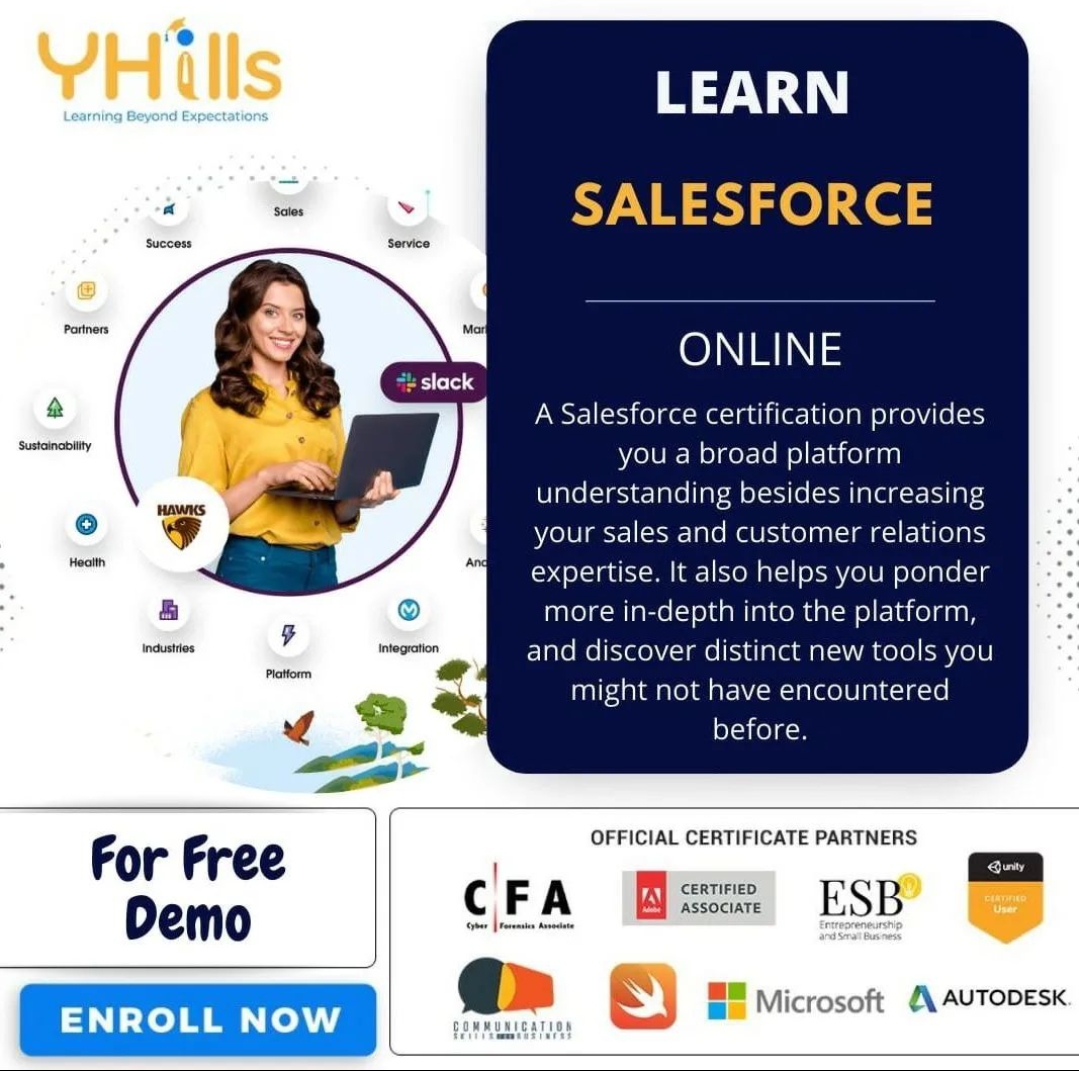 YHills
Learning Beyond Expectations
LEARN
SALESFORCE
ONLINE
A Salesforce certification provides
you a broad platform
understanding besides increasing
your sales and customer relations
expertise. It also helps you ponder
more in-depth into the platform,
and discover distinct new tools you
might not have encountered
before.
Sales
Success
Service
Partners
slack
Sustainability
HAWKS
Health
Industries
Integration
Platform
For Free
Demo
ENROLL NOW
OFFICIAL CERTIFICATE PARTNERS
CFA
Cyber Forensics Associate
Adobe
CERTIFIED
ASSOCIATE
ESB
Entrepreneurship
and Small Business
unity
CERTIFIED
User
COMMUNICATION
SKILLS FOR BUSINESS
Microsoft
AUTODESK.